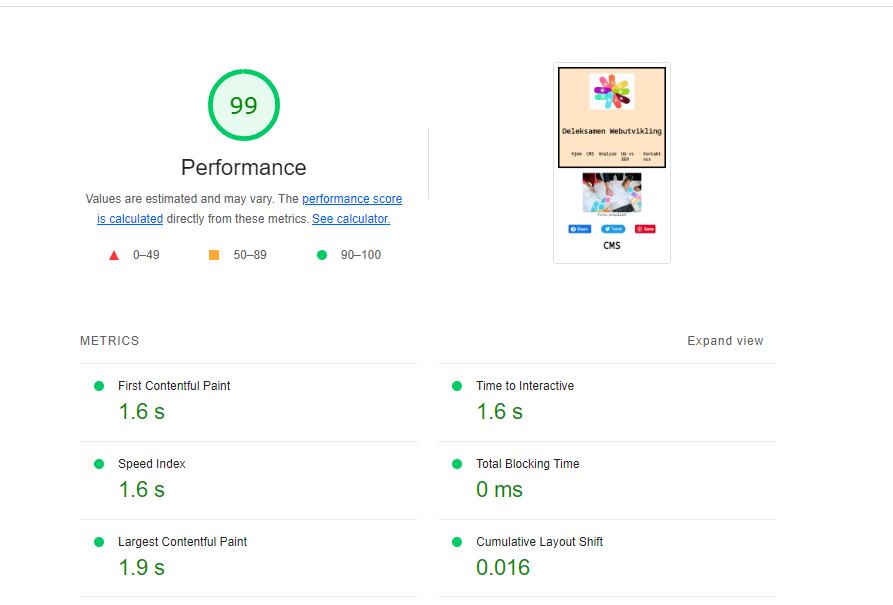 99
Performance
Values are estimated and may vary. The performance score
is calculated directly from these metrics. See calculator.
0–49
50–89
90–100
Deleksamen Webutvikling
Hjem CMS Analyse UU vs SEO Kontakt oss
Share Tweet Save
CMS
METRICS
Expand view
First Contentful Paint
1.6 s
Time to Interactive
1.6 s
Speed Index
1.6 s
Total Blocking Time
0 ms
Largest Contentful Paint
1.9 s
Cumulative Layout Shift
0.016